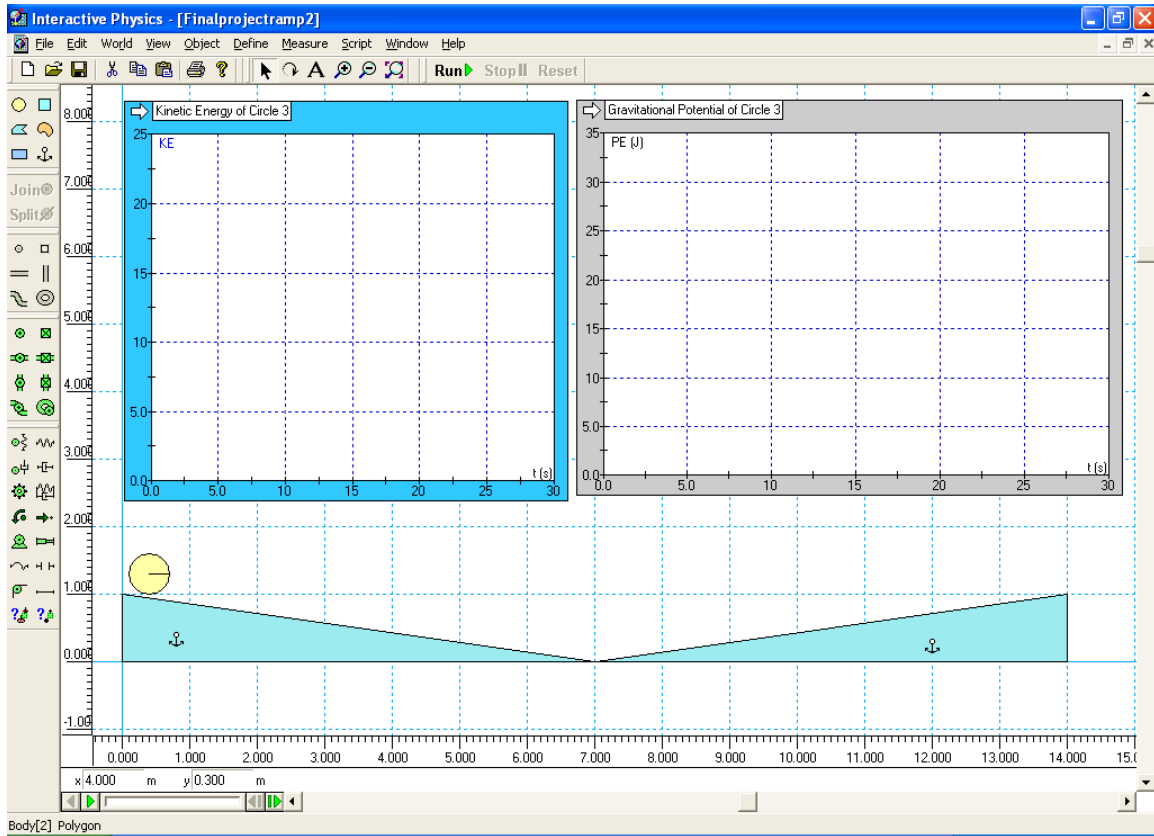 Interactive Physics - [Finalprojectramp2]
File Edit World View Object Define Measure Script Window Help
Run Stop Reset
Join
Split
8.000
7.000
6.000
5.000
4.000
3.000
2.000
1.000
0.000
-1.00
Kinetic Energy of Circle 3
KE
25
20
15
10
5.0
0.0
0.0 5.0 10 15 20 25 30
t (s)
Gravitational Potential of Circle 3
PE (J)
35
30
25
20
15
10
5.0
0.0
0.0 5.0 10 15 20 25 30
t (s)
0.000 1.000 2.000 3.000 4.000 5.000 6.000 7.000 8.000 9.000 10.000 11.000 12.000 13.000 14.000 15.0
x 4.000 m y 0.300 m
Body[2] Polygon